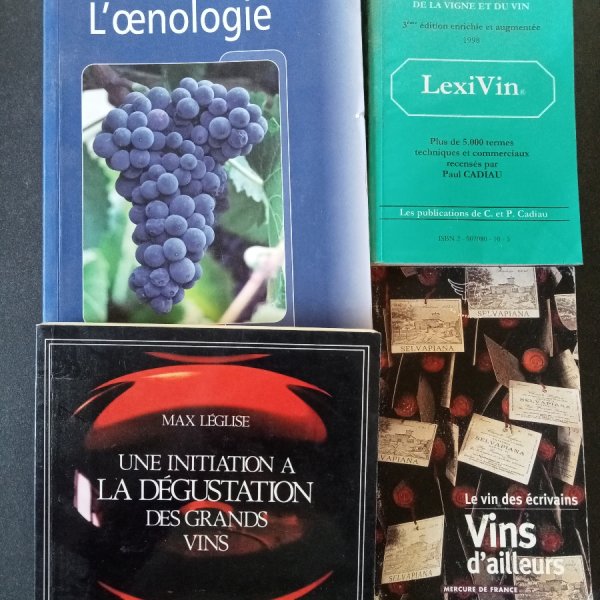 L'œnologie
DE LA VIGNE ET DU VIN
3ème édition enrichie et augmentée
1998
LexiVin®
Plus de 5.000 termes
techniques et commerciaux
recensés par
Paul CADIAU
Les publications de C. et P. Cadiau
MAX LÉGLISE
UNE INITIATION A
LA DÉGUSTATION
DES GRANDS
VINS
SELVAPIANA
SELVAPIANA
SELVAPIANA
SELVAPIANA
SELVAPIANA
Le vin des écrivains
Vins
d'ailleurs
MERCURE DE FRANCE